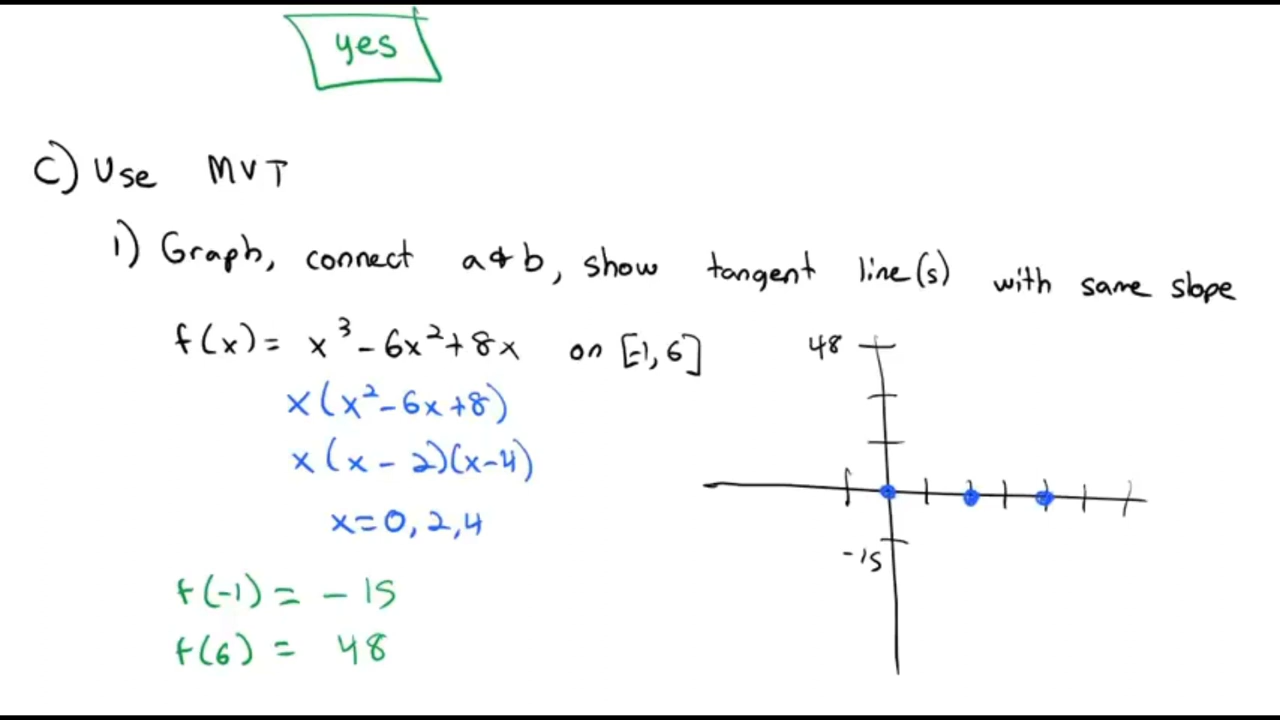 yes
C) Use MVT
1) Graph, connect a & b, show tangent line(s) with same slope
f(x) = x³ - 6x² + 8x on [-1, 6]
x(x² - 6x + 8)
x(x - 2)(x - 4)
x = 0, 2, 4
f(-1) = -15
f(6) = 48
48
-15